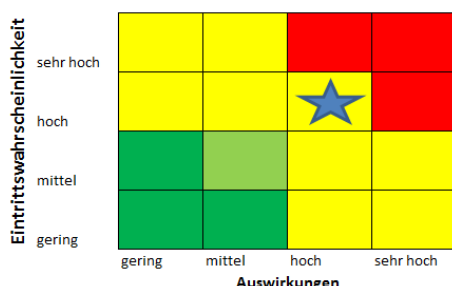 Eintrittswahrscheinlichkeit
sehr hoch
hoch
mittel
gering
gering mittel hoch sehr hoch
Auswirkungen